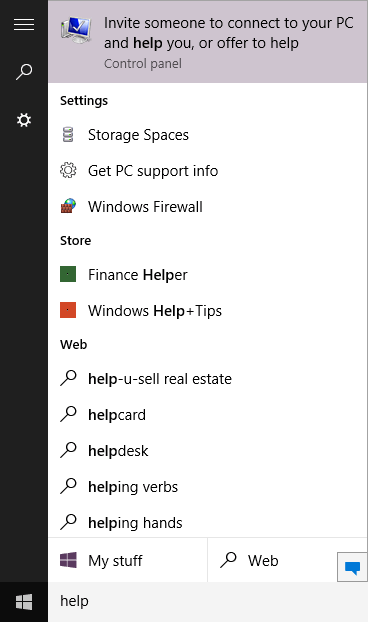 Invite someone to connect to your PC
and help you, or offer to help
Control panel
Settings
Storage Spaces
Get PC support info
Windows Firewall
Store
Finance Helper
Windows Help+Tips
Web
help-u-sell real estate
helpcard
helpdesk
helping verbs
helping hands
My stuff
Web
help